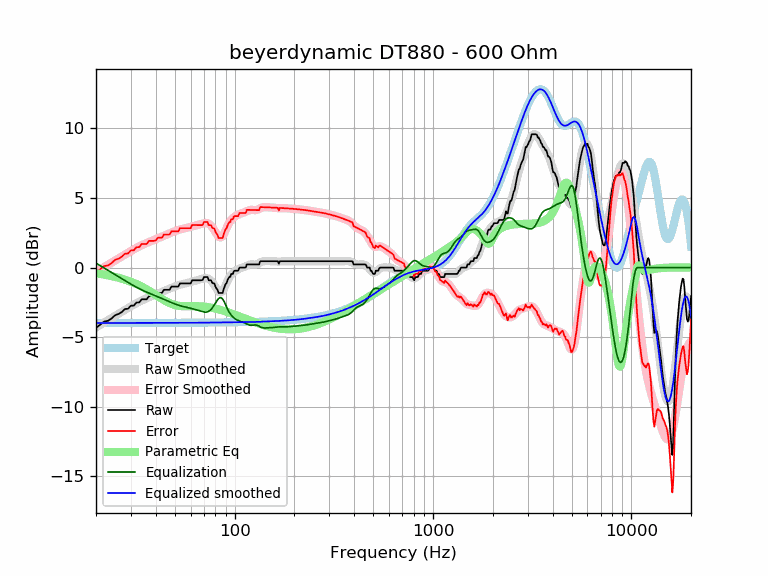 beyerdynamic DT880 - 600 Ohm
Amplitude (dBr)
10
5
0
−5
−10
−15
Target
Raw Smoothed
Error Smoothed
Raw
Error
Parametric Eq
Equalization
Equalized smoothed
100 1000 10000
Frequency (Hz)